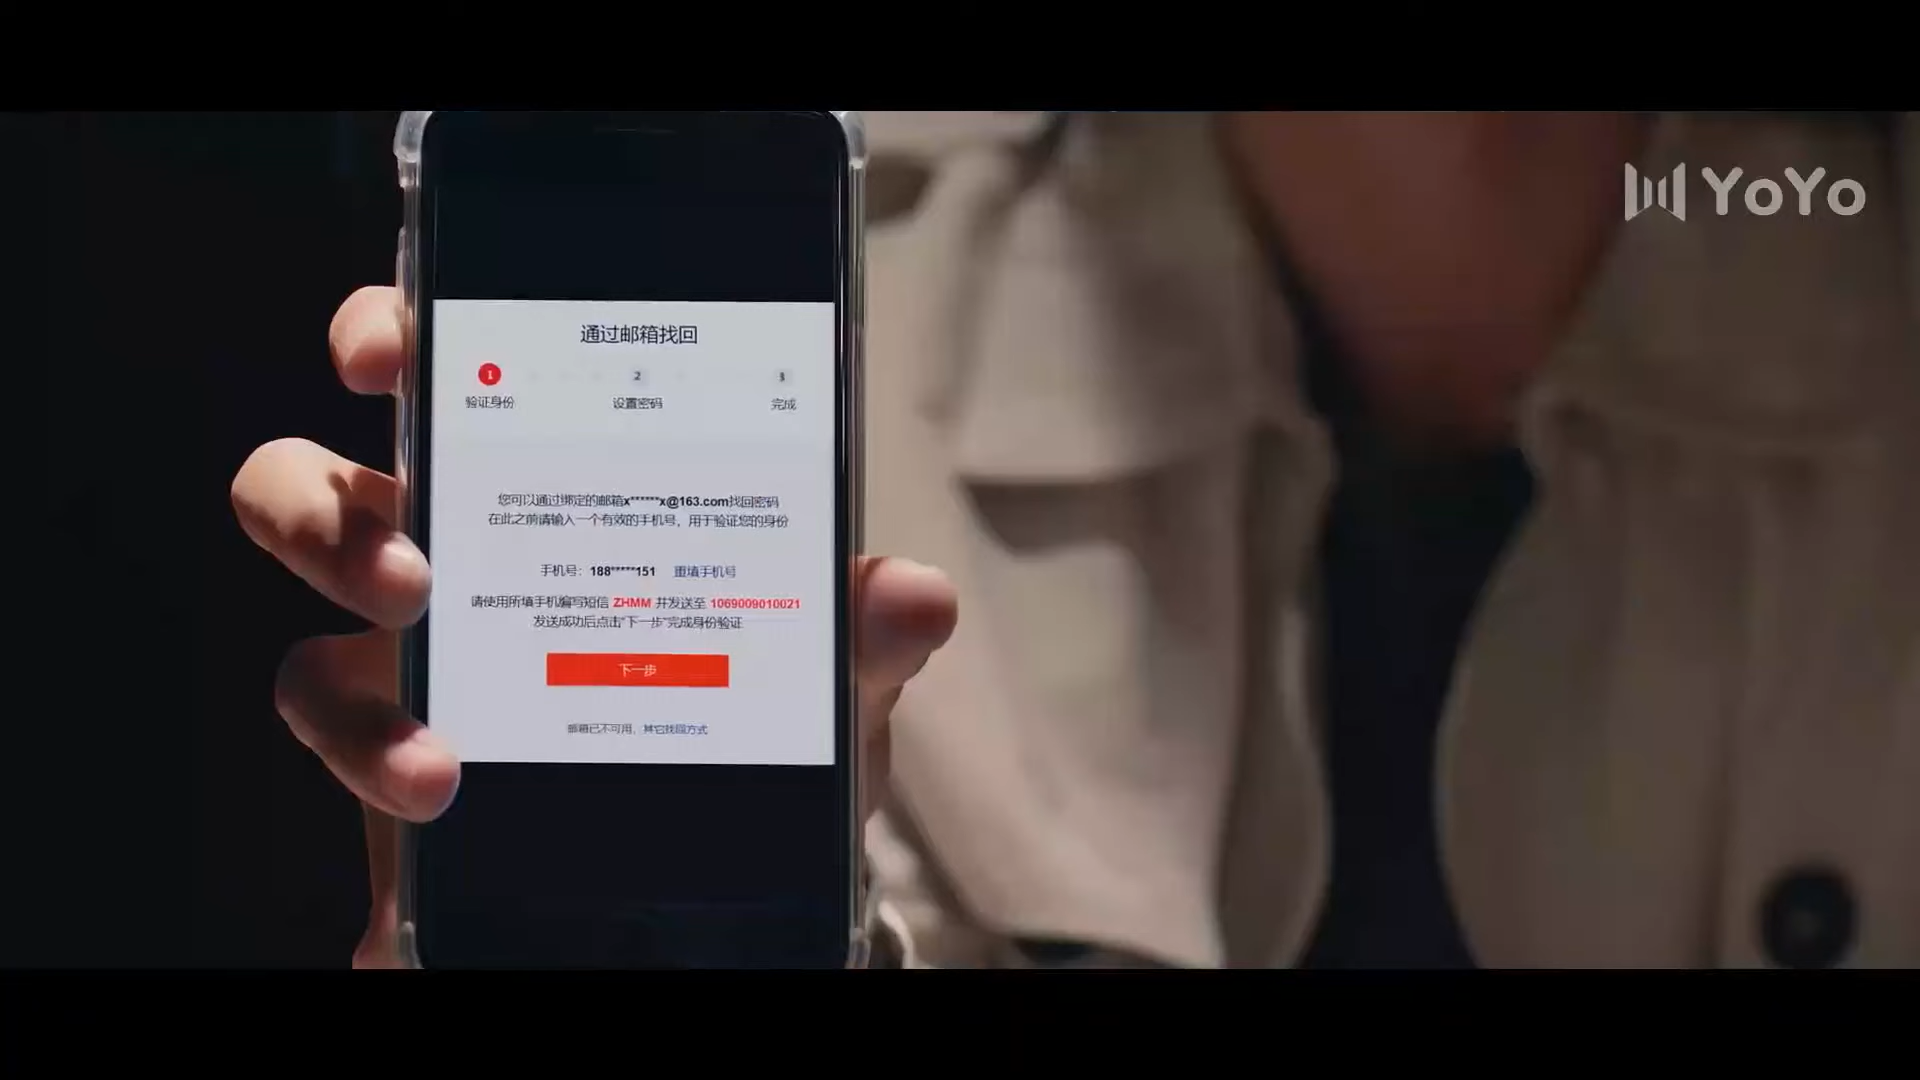 YoYo
通过邮箱找回
1 2 3
验证身份 设置密码 完成
您可以通过绑定的邮箱x******x@163.com找回密码
在此之前请输入一个有效的手机号，用于验证您的身份
手机号：188*****151 重填手机号
请使用所填手机编写短信 ZHMM 并发送至 1069009010021
发送成功后点击“下一步”完成身份验证
下一步
邮箱已不可用，其它找回方式